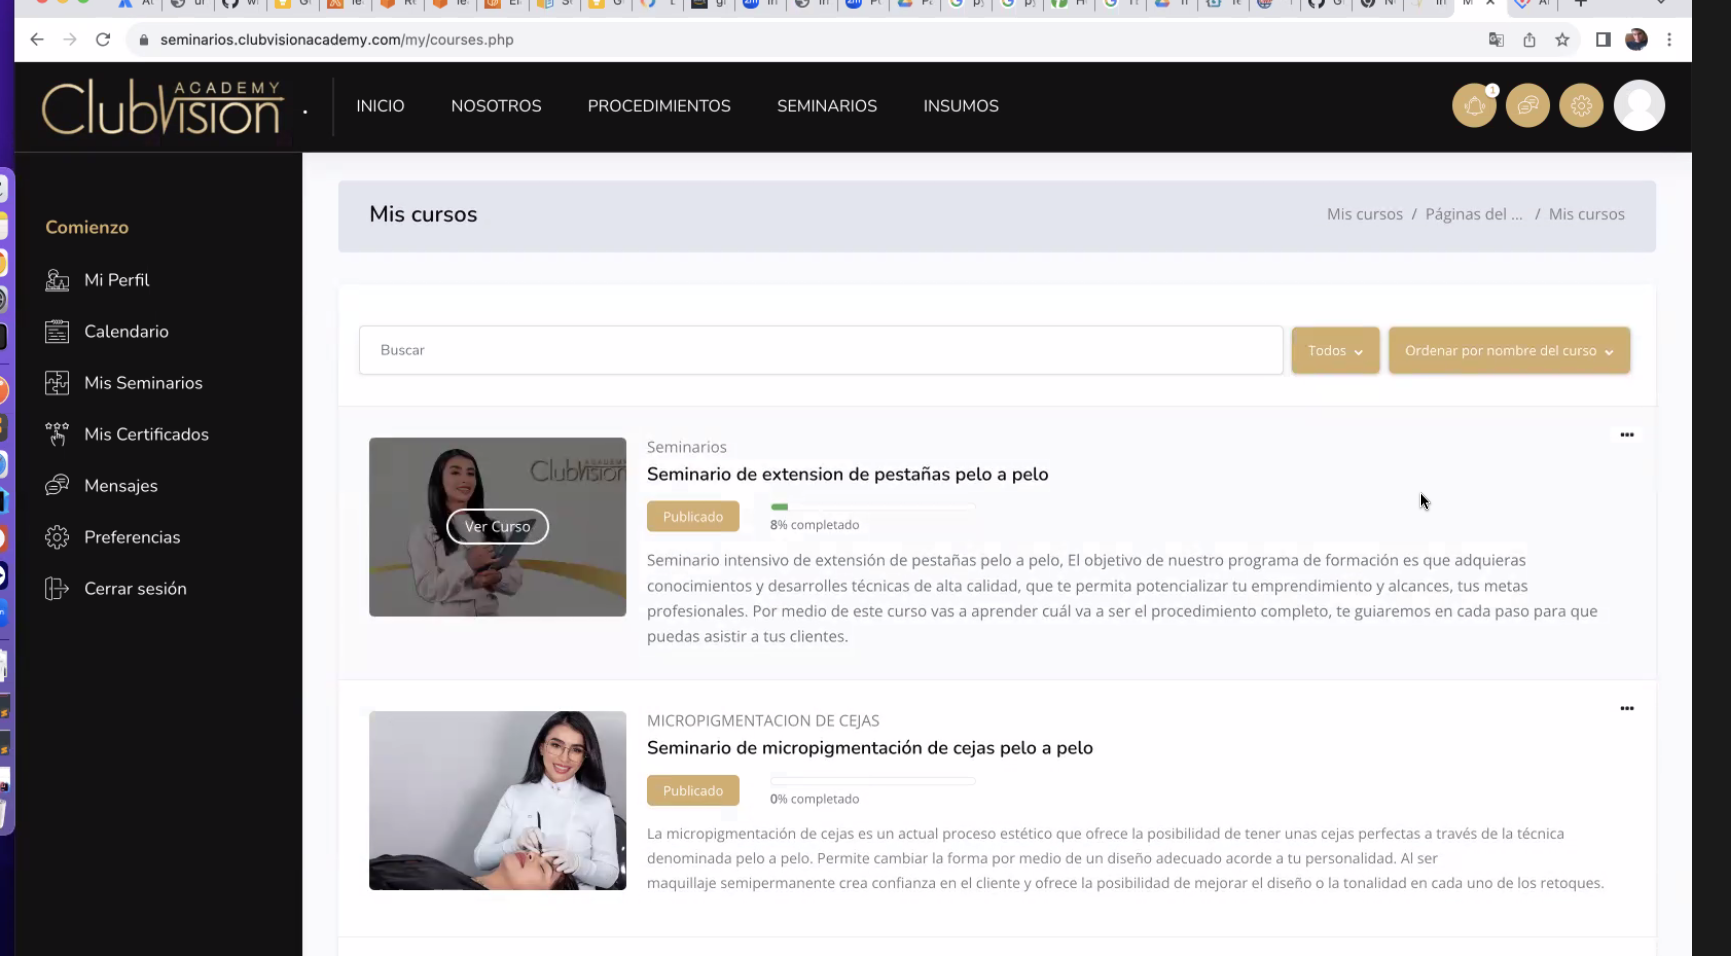 seminarios.clubvisionacademy.com/my/courses.php
ACADEMY
ClubVision
INICIO
NOSOTROS
PROCEDIMIENTOS
SEMINARIOS
INSUMOS
1
Comienzo
Mi Perfil
Calendario
Mis Seminarios
Mis Certificados
Mensajes
Preferencias
Cerrar sesión
Mis cursos
Mis cursos / Páginas del ... / Mis cursos
Buscar
Todos
Ordenar por nombre del curso
ClubVision
Ver Curso
Seminarios
Seminario de extension de pestañas pelo a pelo
Publicado
8% completado
Seminario intensivo de extensión de pestañas pelo a pelo, El objetivo de nuestro programa de formación es que adquieras
conocimientos y desarrolles técnicas de alta calidad, que te permita potencializar tu emprendimiento y alcances, tus metas
profesionales. Por medio de este curso vas a aprender cuál va a ser el procedimiento completo, te guiaremos en cada paso para que
puedas asistir a tus clientes.
MICROPIGMENTACION DE CEJAS
Seminario de micropigmentación de cejas pelo a pelo
Publicado
0% completado
La micropigmentación de cejas es un actual proceso estético que ofrece la posibilidad de tener unas cejas perfectas a través de la técnica
denominada pelo a pelo. Permite cambiar la forma por medio de un diseño adecuado acorde a tu personalidad. Al ser
maquillaje semipermanente crea confianza en el cliente y ofrece la posibilidad de mejorar el diseño o la tonalidad en cada uno de los retoques.